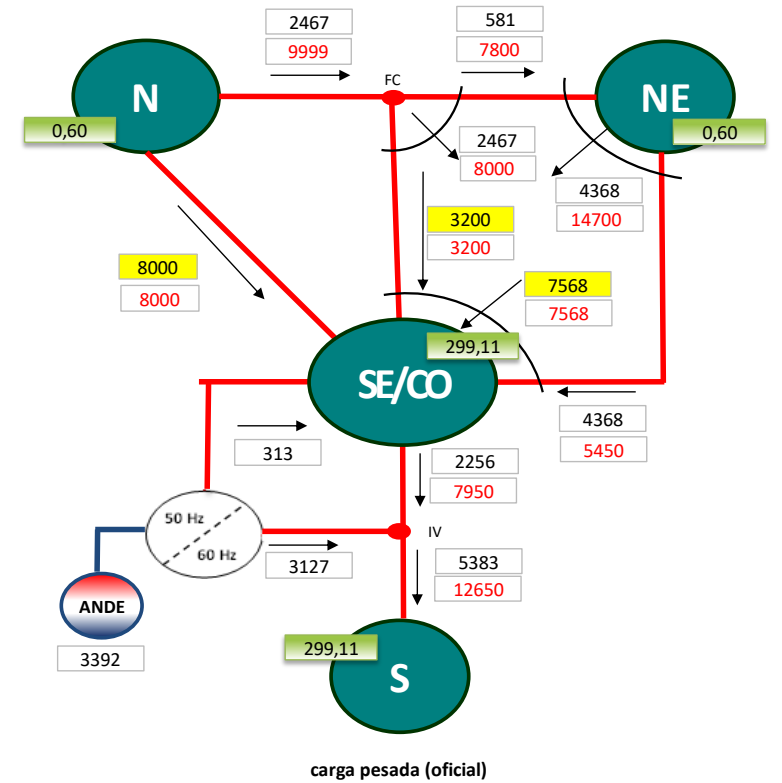 2467
9999
581
7800
FC
N
NE
0,60
0,60
2467
8000
4368
14700
3200
3200
8000
8000
7568
7568
299,11
SE/CO
4368
5450
313
2256
7950
50 Hz
60 Hz
IV
3127
5383
12650
ANDE
3392
299,11
S
carga pesada (oficial)